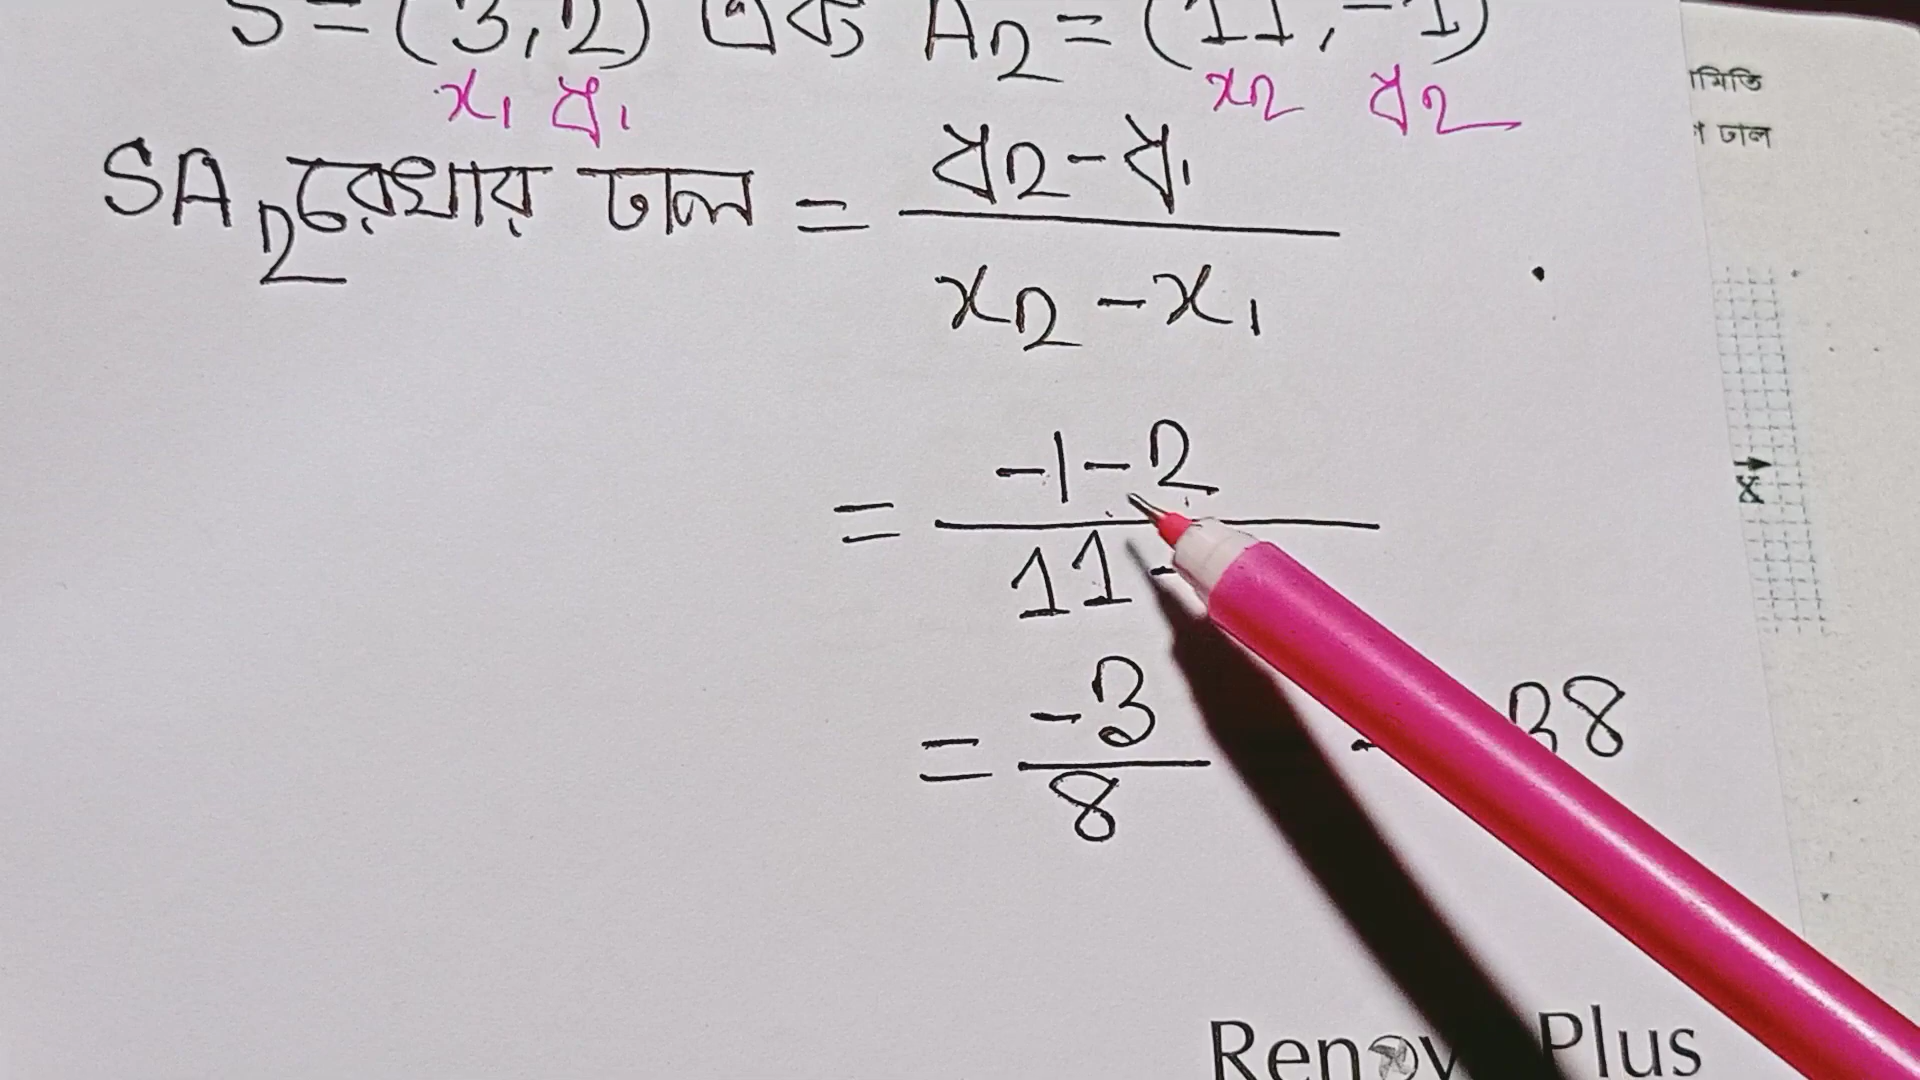 S = (3, 2) এবং A2 = (11, -1)
x1 y1 x2 y2
SA2 রেখার ঢাল = y2 - y1
x2 - x1
= -1 - 2
11 -
= -3
8
38
ঢাল
x
Plus